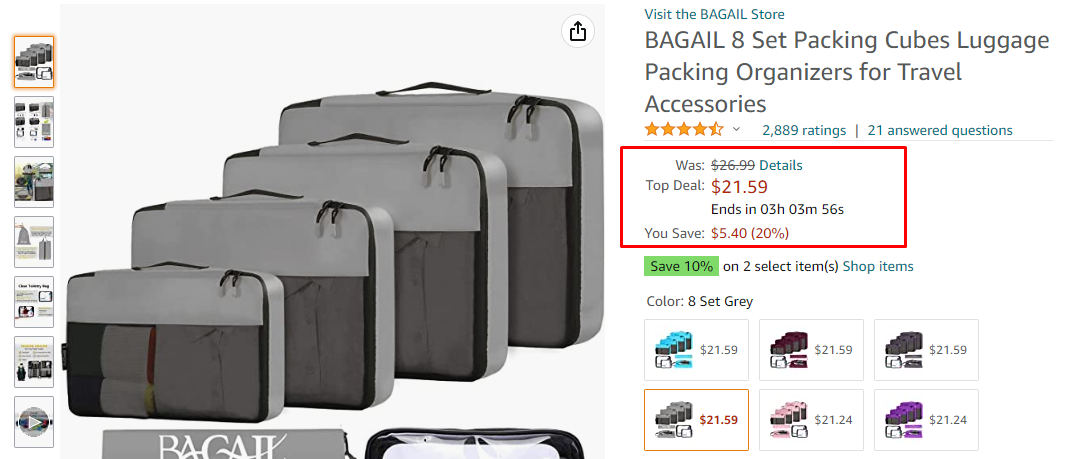 Visit the BAGAIL Store
BAGAIL 8 Set Packing Cubes Luggage
Packing Organizers for Travel
Accessories
2,889 ratings | 21 answered questions
Was: $26.99 Details
Top Deal: $21.59
Ends in 03h 03m 56s
You Save: $5.40 (20%)
Save 10% on 2 select item(s) Shop items
Color: 8 Set Grey
$21.59 $21.59 $21.59
$21.59 $21.24 $21.24
BAGAIL